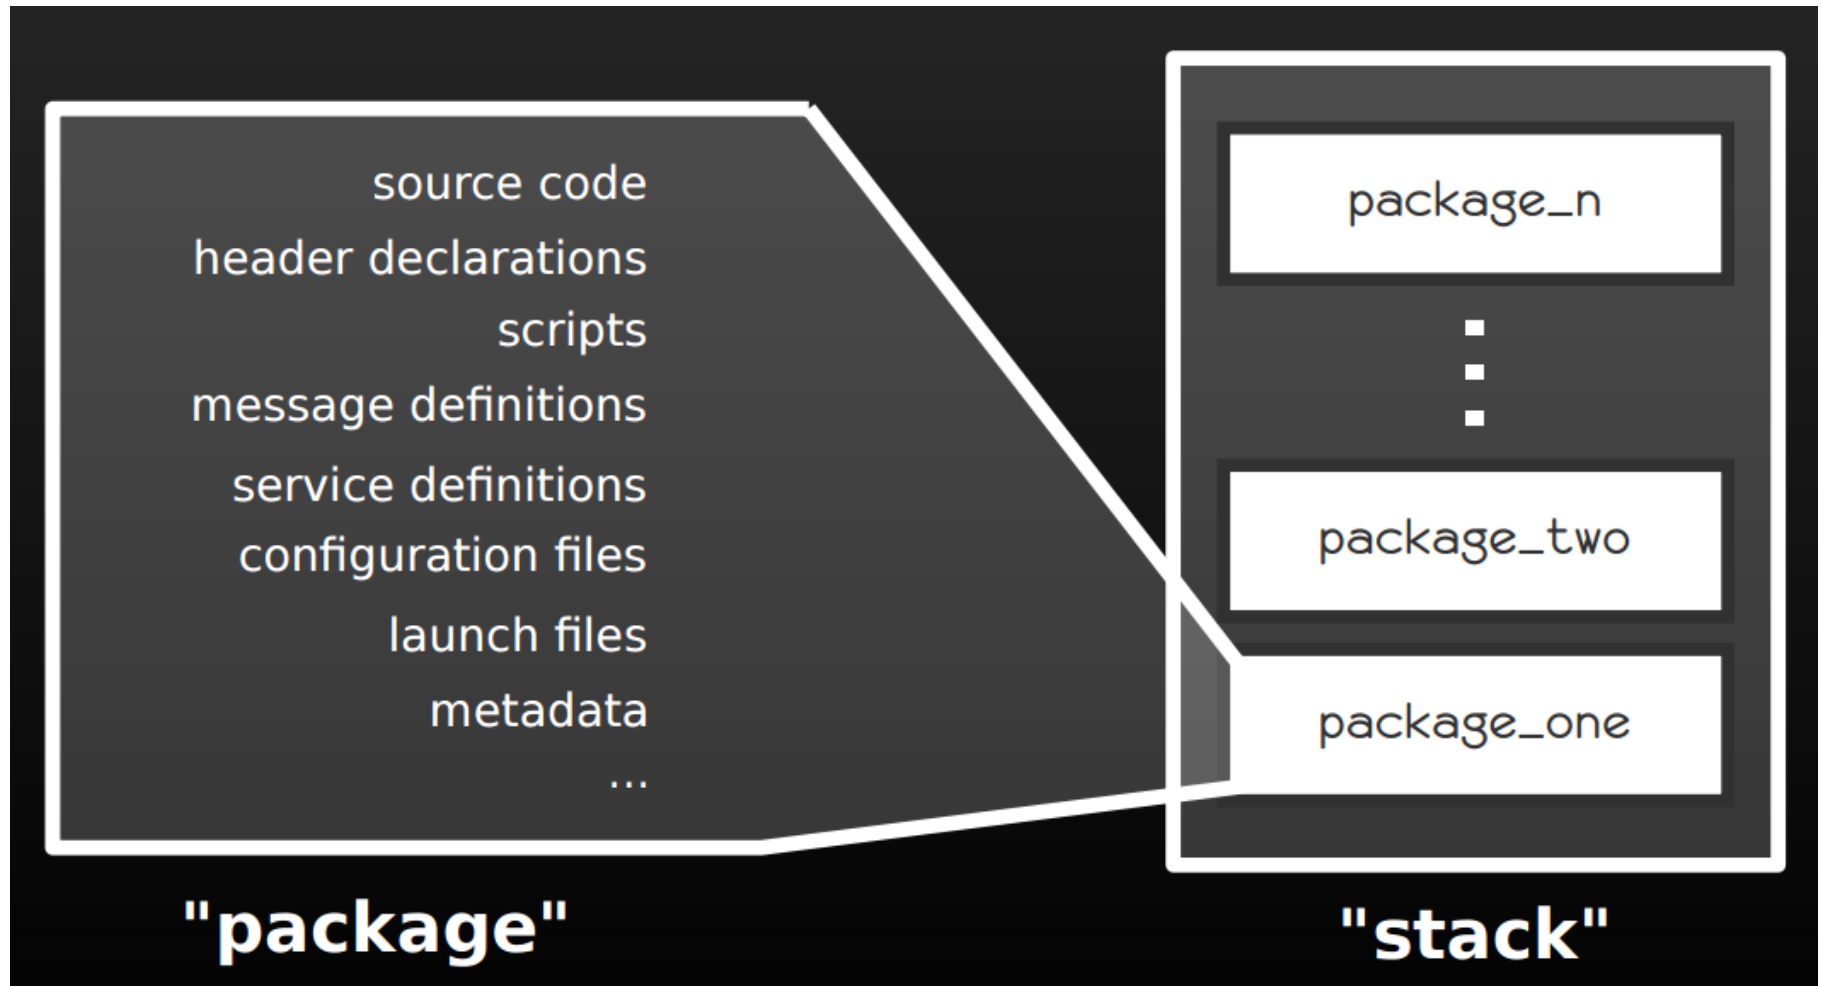 source code
header declarations
scripts
message definitions
service definitions
configuration files
launch files
metadata
...
"package"
package_n
package_two
package_one
"stack"